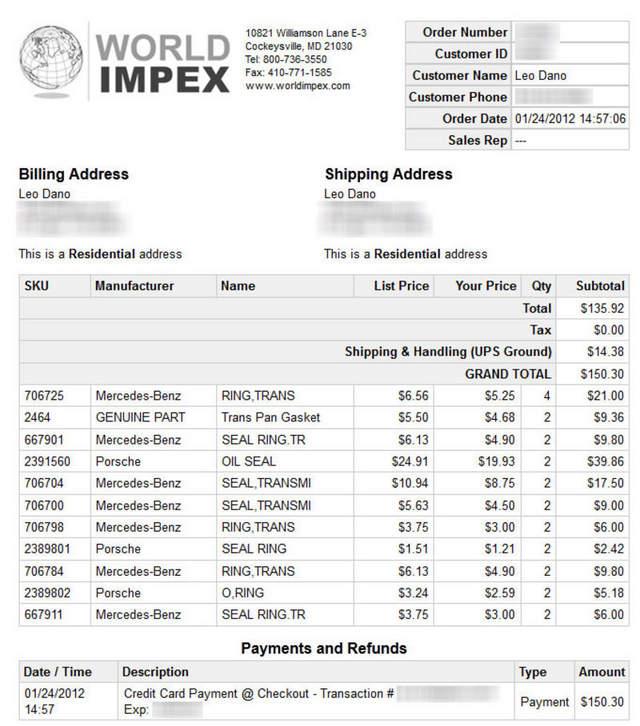 WORLD
IMPEX
10821 Williamson Lane E-3
Cockeysville, MD 21030
Tel: 800-736-3550
Fax: 410-771-1585
www.worldimpex.com
Order Number
Customer ID
Customer Name Leo Dano
Customer Phone
Order Date 01/24/2012 14:57:06
Sales Rep ---
Billing Address
Leo Dano
This is a Residential address
Shipping Address
Leo Dano
This is a Residential address
SKU Manufacturer Name List Price Your Price Qty Subtotal
Total $135.92
Tax $0.00
Shipping & Handling (UPS Ground) $14.38
GRAND TOTAL $150.30
706725 Mercedes-Benz RING,TRANS $6.56 $5.25 4 $21.00
2464 GENUINE PART Trans Pan Gasket $5.50 $4.68 2 $9.36
667901 Mercedes-Benz SEAL RING.TR $6.13 $4.90 2 $9.80
2391560 Porsche OIL SEAL $24.91 $19.93 2 $39.86
706704 Mercedes-Benz SEAL,TRANSMI $10.94 $8.75 2 $17.50
706700 Mercedes-Benz SEAL,TRANSMI $5.63 $4.50 2 $9.00
706798 Mercedes-Benz RING,TRANS $3.75 $3.00 2 $6.00
2389801 Porsche SEAL RING $1.51 $1.21 2 $2.42
706784 Mercedes-Benz RING,TRANS $6.13 $4.90 2 $9.80
2389802 Porsche O,RING $3.24 $2.59 2 $5.18
667911 Mercedes-Benz SEAL RING.TR $3.75 $3.00 2 $6.00
Payments and Refunds
Date / Time Description Type Amount
01/24/2012 14:57
Credit Card Payment @ Checkout - Transaction #
Exp:
Payment $150.30